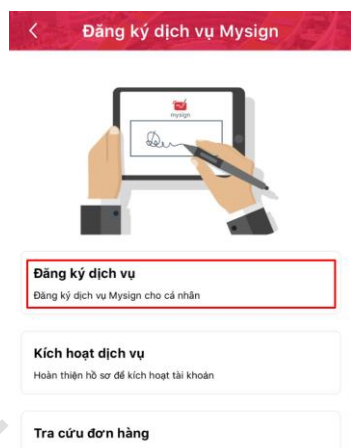 Đăng ký dịch vụ Mysign
mysign
Đăng ký dịch vụ
Đăng ký dịch vụ Mysign cho cá nhân
Kích hoạt dịch vụ
Hoàn thiện hồ sơ để kích hoạt tài khoản
Tra cứu đơn hàng